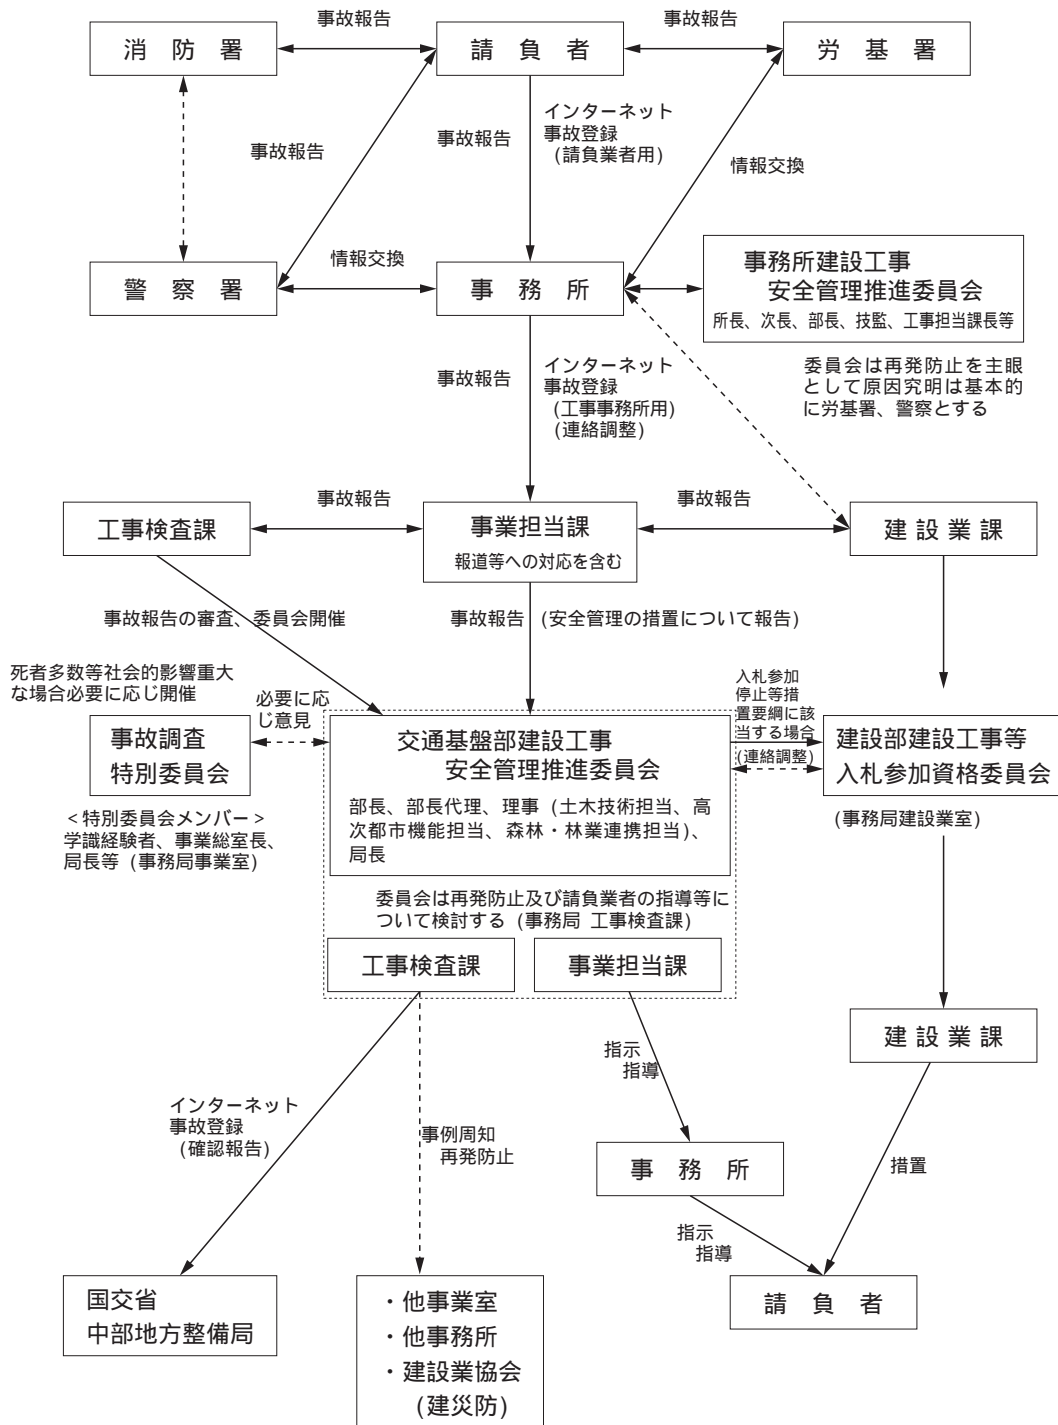 事故報告
事故報告
消防署
請負者
労基署
インターネット
事故登録
(請負業者用)
事故報告
事故報告
情報交換
情報交換
警察署
事務所
事務所建設工事
安全管理推進委員会
所長、次長、部長、技監、工事担当課長等
委員会は再発防止を主眼
として原因究明は基本的
に労基署、警察とする
事故報告
インターネット
事故登録
(工事事務所用)
(連絡調整)
事故報告
事故報告
工事検査課
事業担当課
報道等への対応を含む
建設業課
事故報告の審査、委員会開催
事故報告
(安全管理の措置について報告)
死者多数等社会的影響重大
な場合必要に応じ開催
必要に応
じ意見
入札参加
停止等措
置要綱に該
当する場合
(連絡調整)
事故調査
特別委員会
交通基盤部建設工事
安全管理推進委員会
部長、部長代理、理事(土木技術担当、高
次都市機能担当、森林・林業連携担当)、
局長
建設部建設工事等
入札参加資格委員会
(事務局建設業室)
<特別委員会メンバー>
学識経験者、事業総室長、
局長等(事務局事業室)
委員会は再発防止及び請負業者の指導等に
ついて検討する(事務局 工事検査課)
工事検査課
事業担当課
建設業課
指示
指導
インターネット
事故登録
(確認報告)
事例周知
再発防止
事務所
措置
指示
指導
国交省
中部地方整備局
・他事業室
・他事務所
・建設業協会
(建災防)
請負者